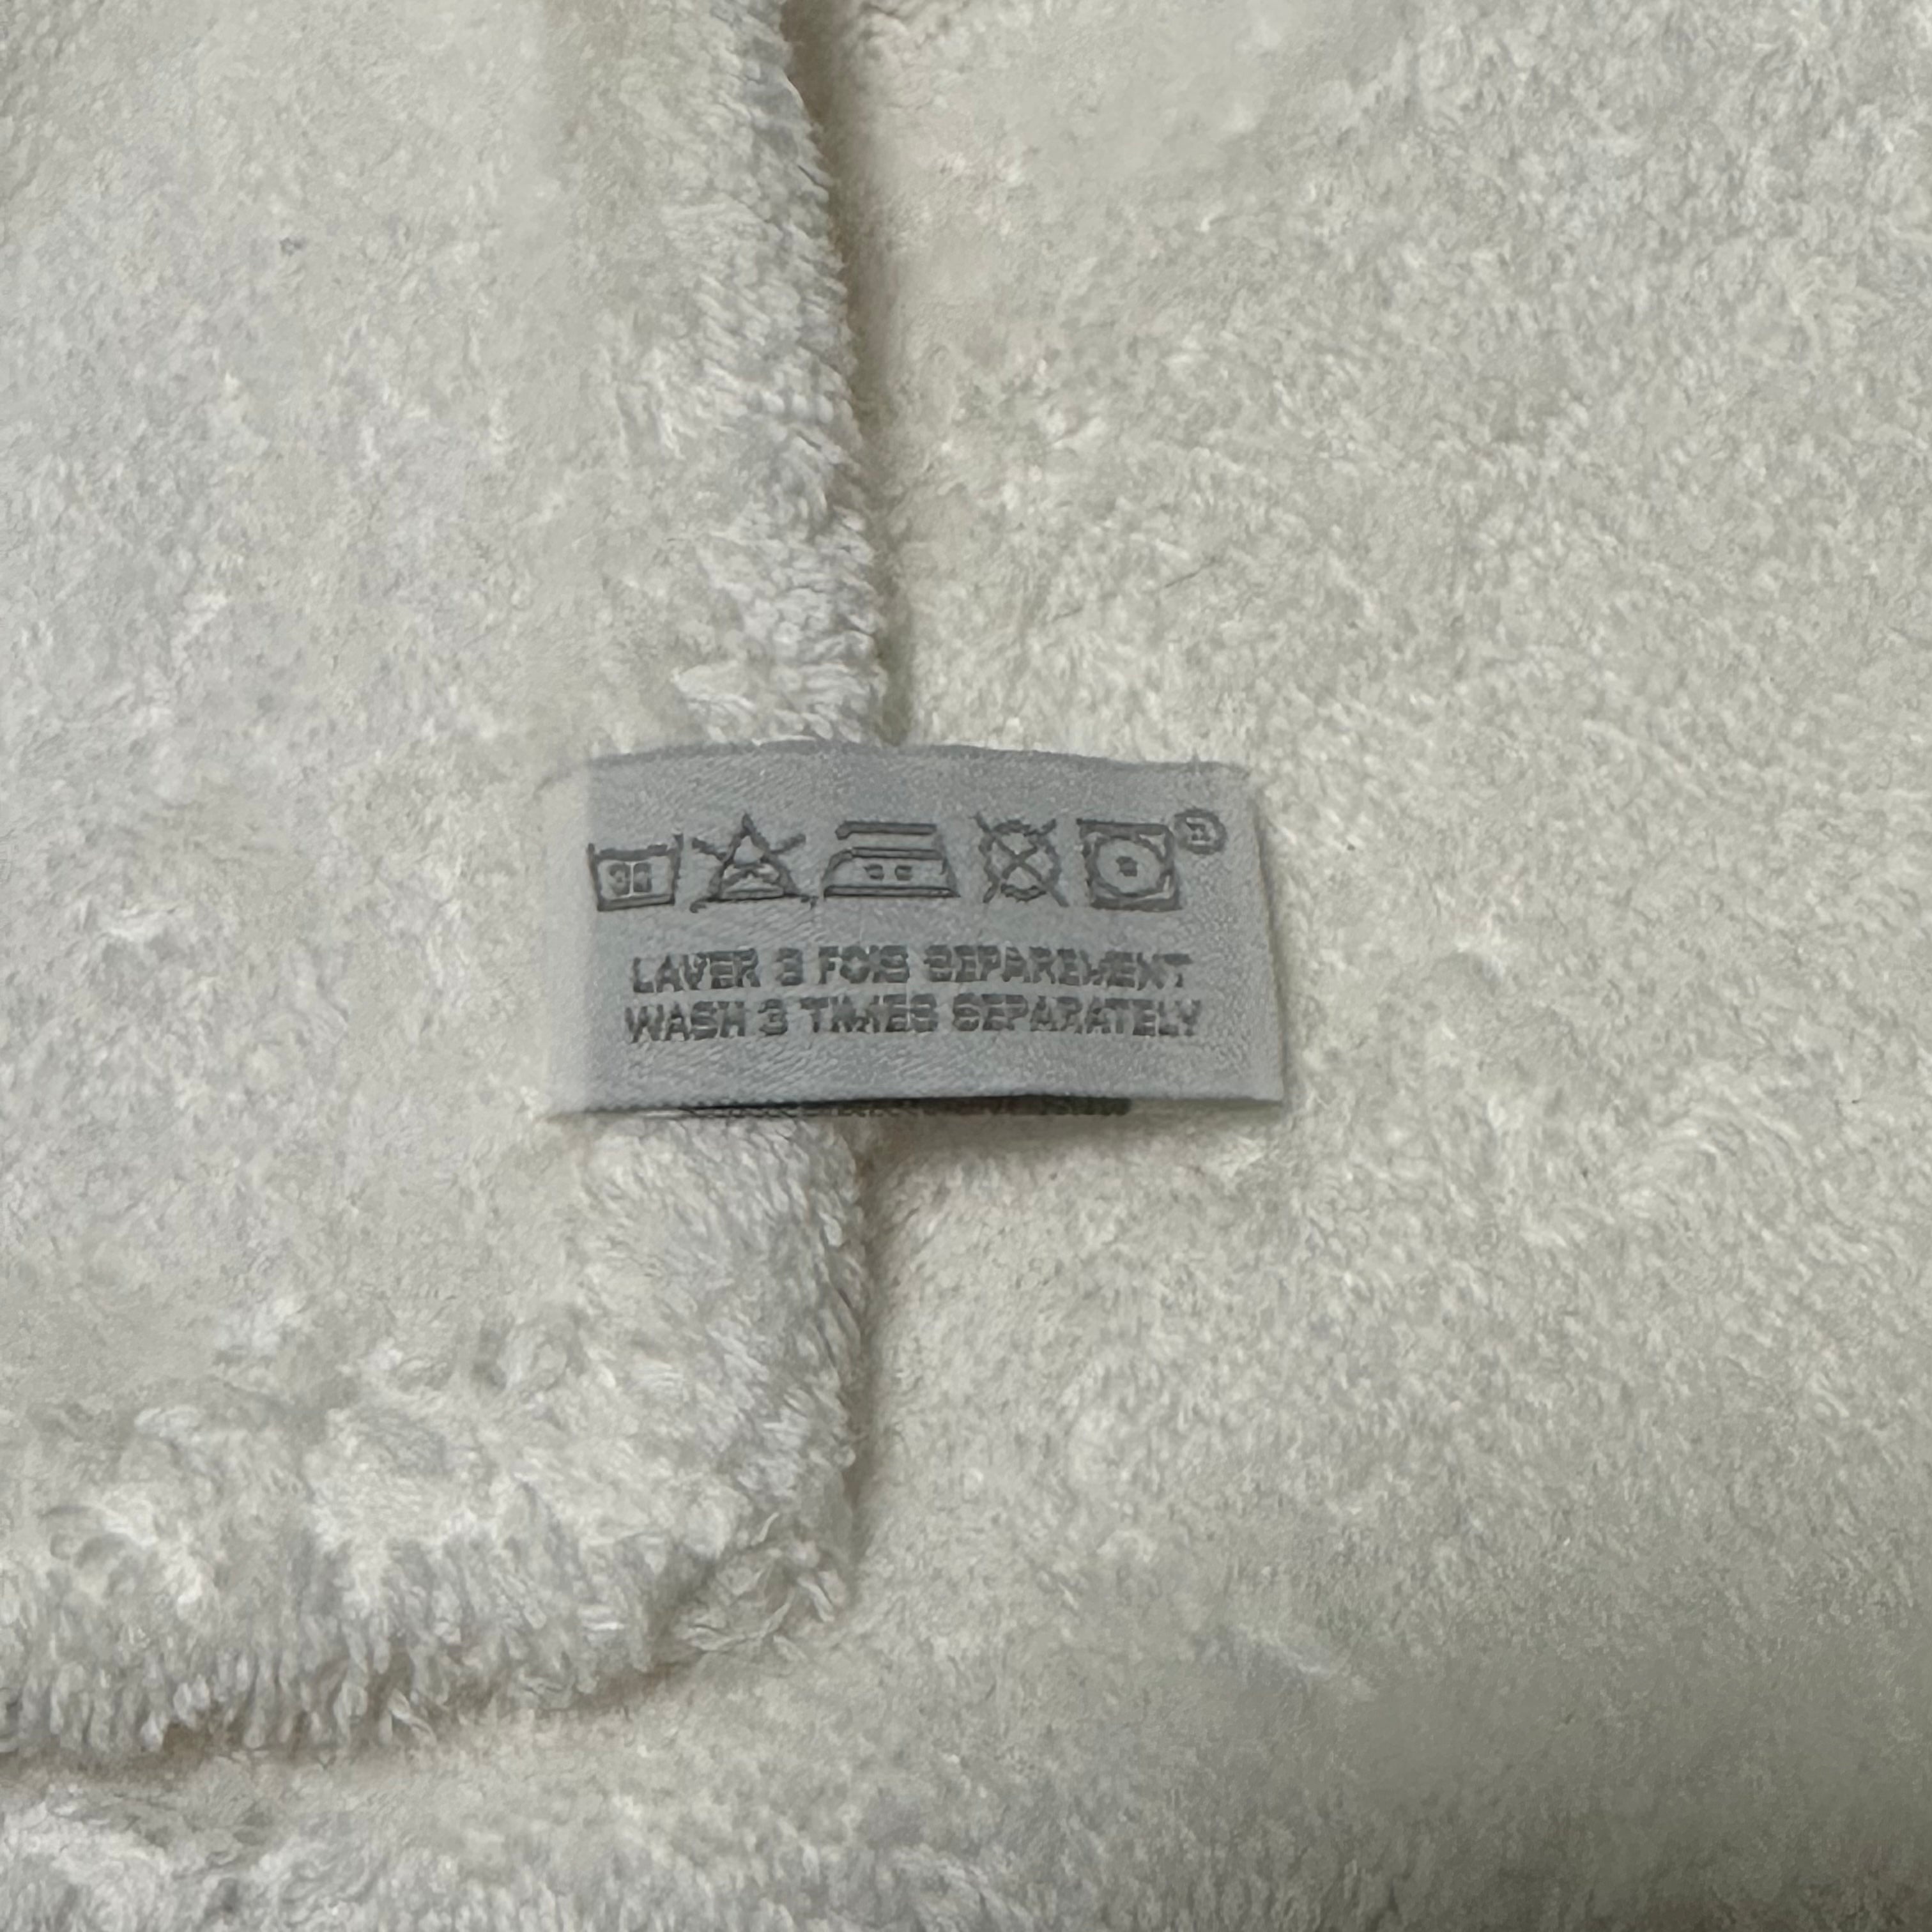 LAVER 3 FOIS SEPAREMENT
WASH 3 TIMES SEPARATELY